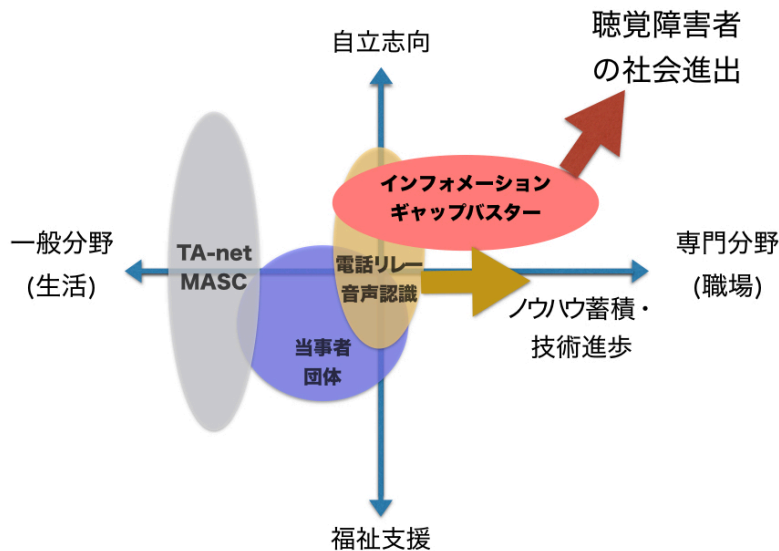 聴覚障害者
の社会進出
自立志向
インフォメーション
ギャップバスター
一般分野
(生活)
TA-net
MASC
電話リレー
音声認識
専門分野
(職場)
ノウハウ蓄積・
技術進歩
当事者
団体
福祉支援